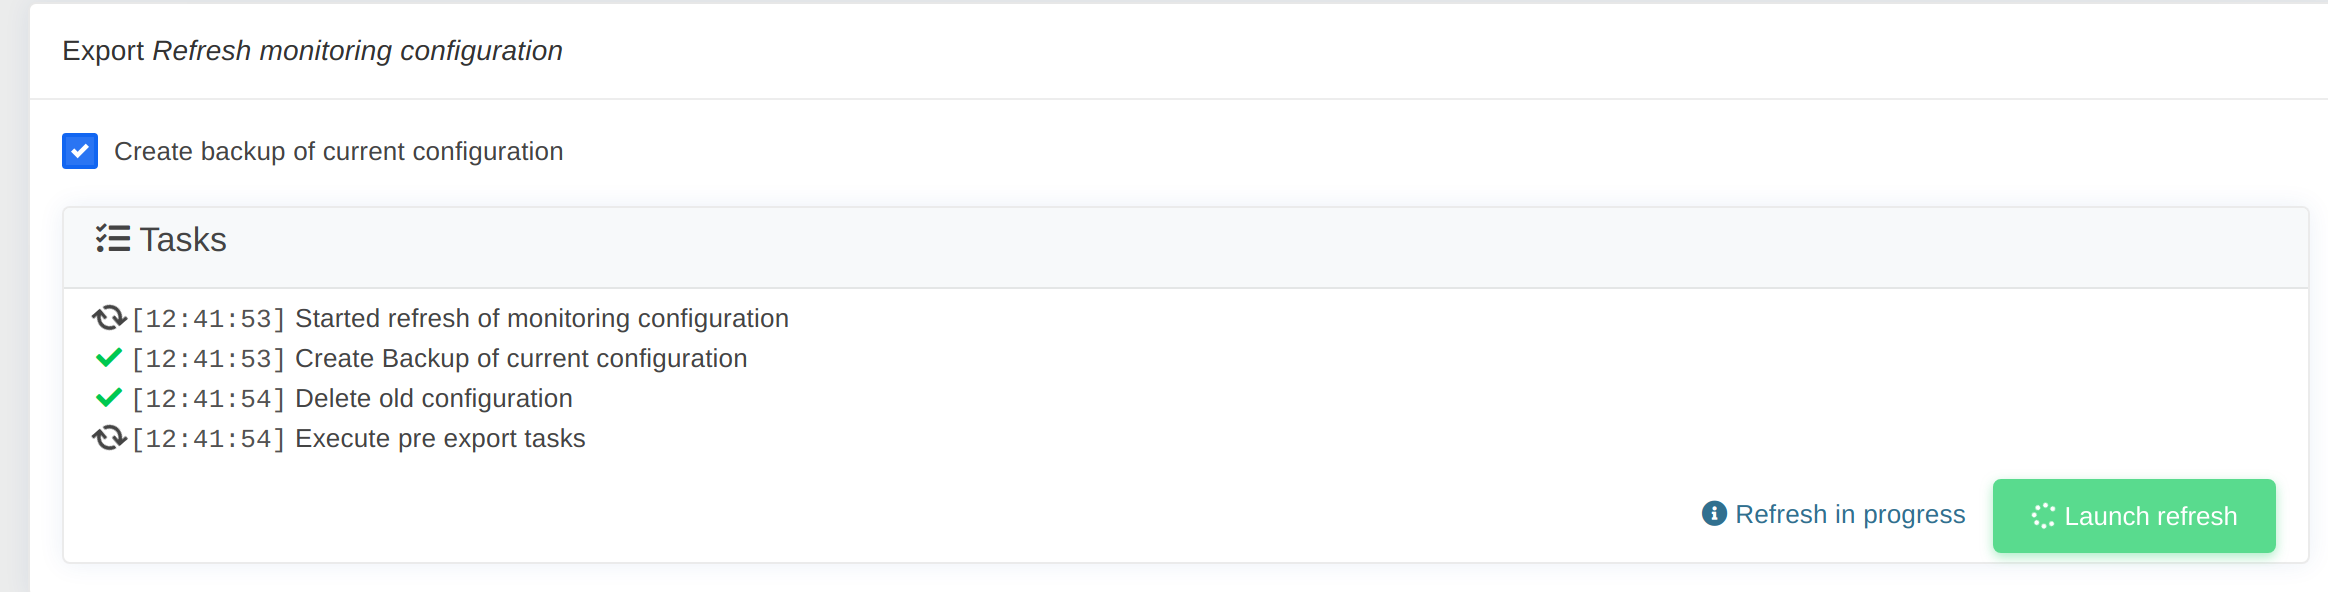 Export Refresh monitoring configuration
Create backup of current configuration
Tasks
[12:41:53] Started refresh of monitoring configuration
[12:41:53] Create Backup of current configuration
[12:41:54] Delete old configuration
[12:41:54] Execute pre export tasks
Refresh in progress
Launch refresh